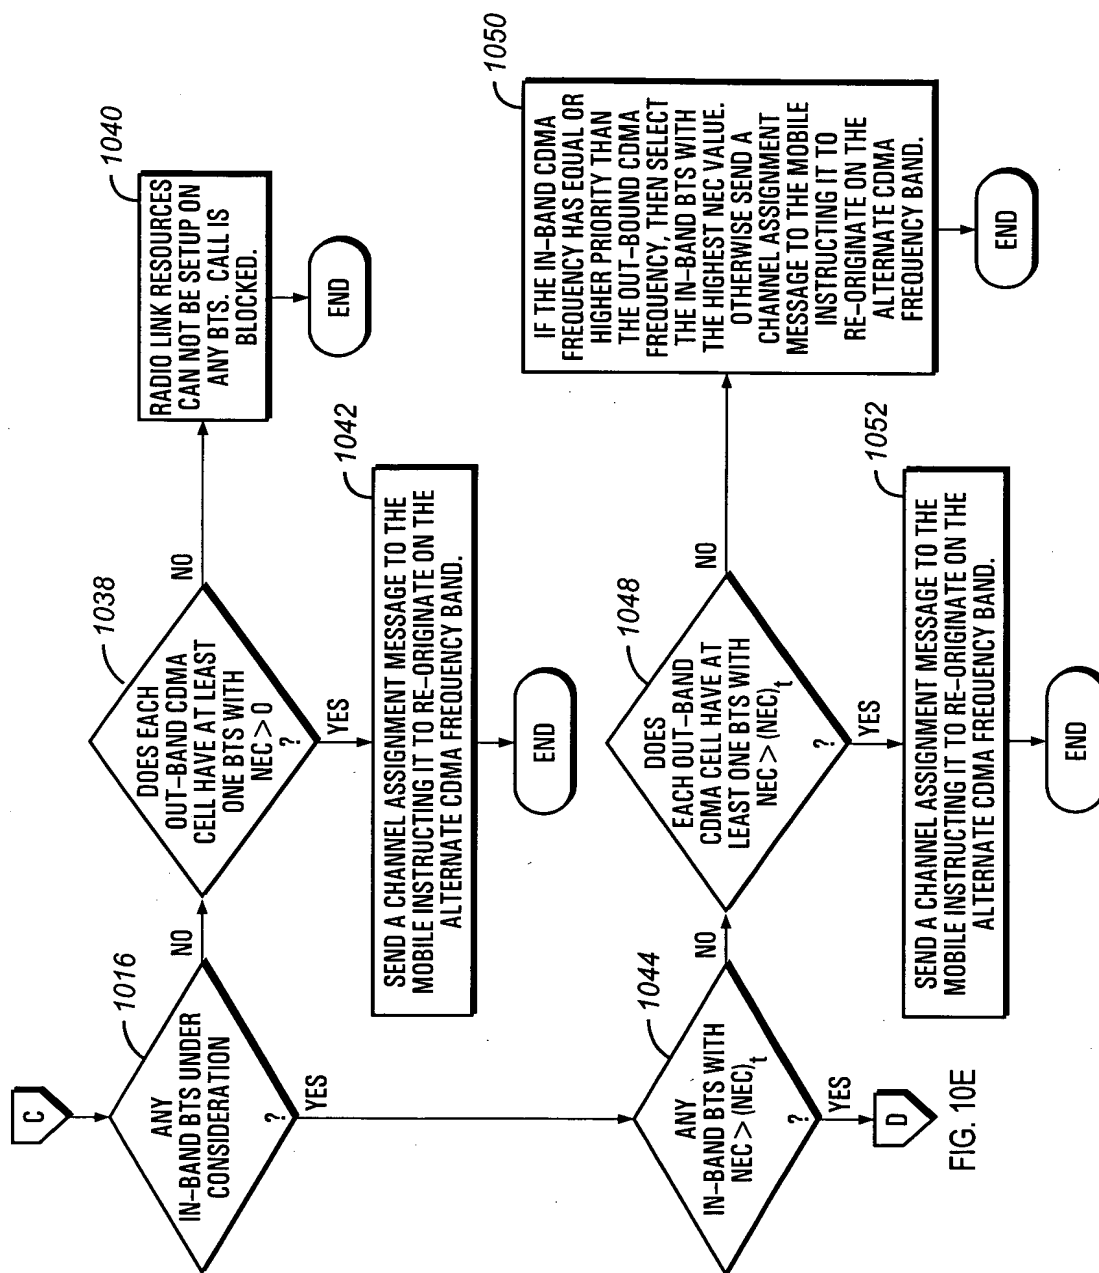 C
1016
ANY
IN-BAND BTS UNDER
CONSIDERATION
?
NO
YES
1038
DOES EACH
OUT-BAND CDMA
CELL HAVE AT LEAST
ONE BTS WITH
NEC > 0
?
NO
YES
1040
RADIO LINK RESOURCES
CAN NOT BE SETUP ON
ANY BTS. CALL IS
BLOCKED.
END
1042
SEND A CHANNEL ASSIGNMENT MESSAGE TO THE
MOBILE INSTRUCTING IT TO RE-ORIGINATE ON THE
ALTERNATE CDMA FREQUENCY BAND.
END
1044
ANY
IN-BAND BTS WITH
NEC > (NEC)t
?
NO
YES
D
1048
DOES
EACH OUT-BAND
CDMA CELL HAVE AT
LEAST ONE BTS WITH
NEC > (NEC)t
?
NO
YES
1050
IF THE IN-BAND CDMA
FREQUENCY HAS EQUAL OR
HIGHER PRIORITY THAN
THE OUT-BOUND CDMA
FREQUENCY, THEN SELECT
THE IN-BAND BTS WITH
THE HIGHEST NEC VALUE.
OTHERWISE SEND A
CHANNEL ASSIGNMENT
MESSAGE TO THE MOBILE
INSTRUCTING IT TO
RE-ORIGINATE ON THE
ALTERNATE CDMA
FREQUENCY BAND.
END
1052
SEND A CHANNEL ASSIGNMENT MESSAGE TO THE
MOBILE INSTRUCTING IT TO RE-ORIGINATE ON THE
ALTERNATE CDMA FREQUENCY BAND.
END
FIG. 10E